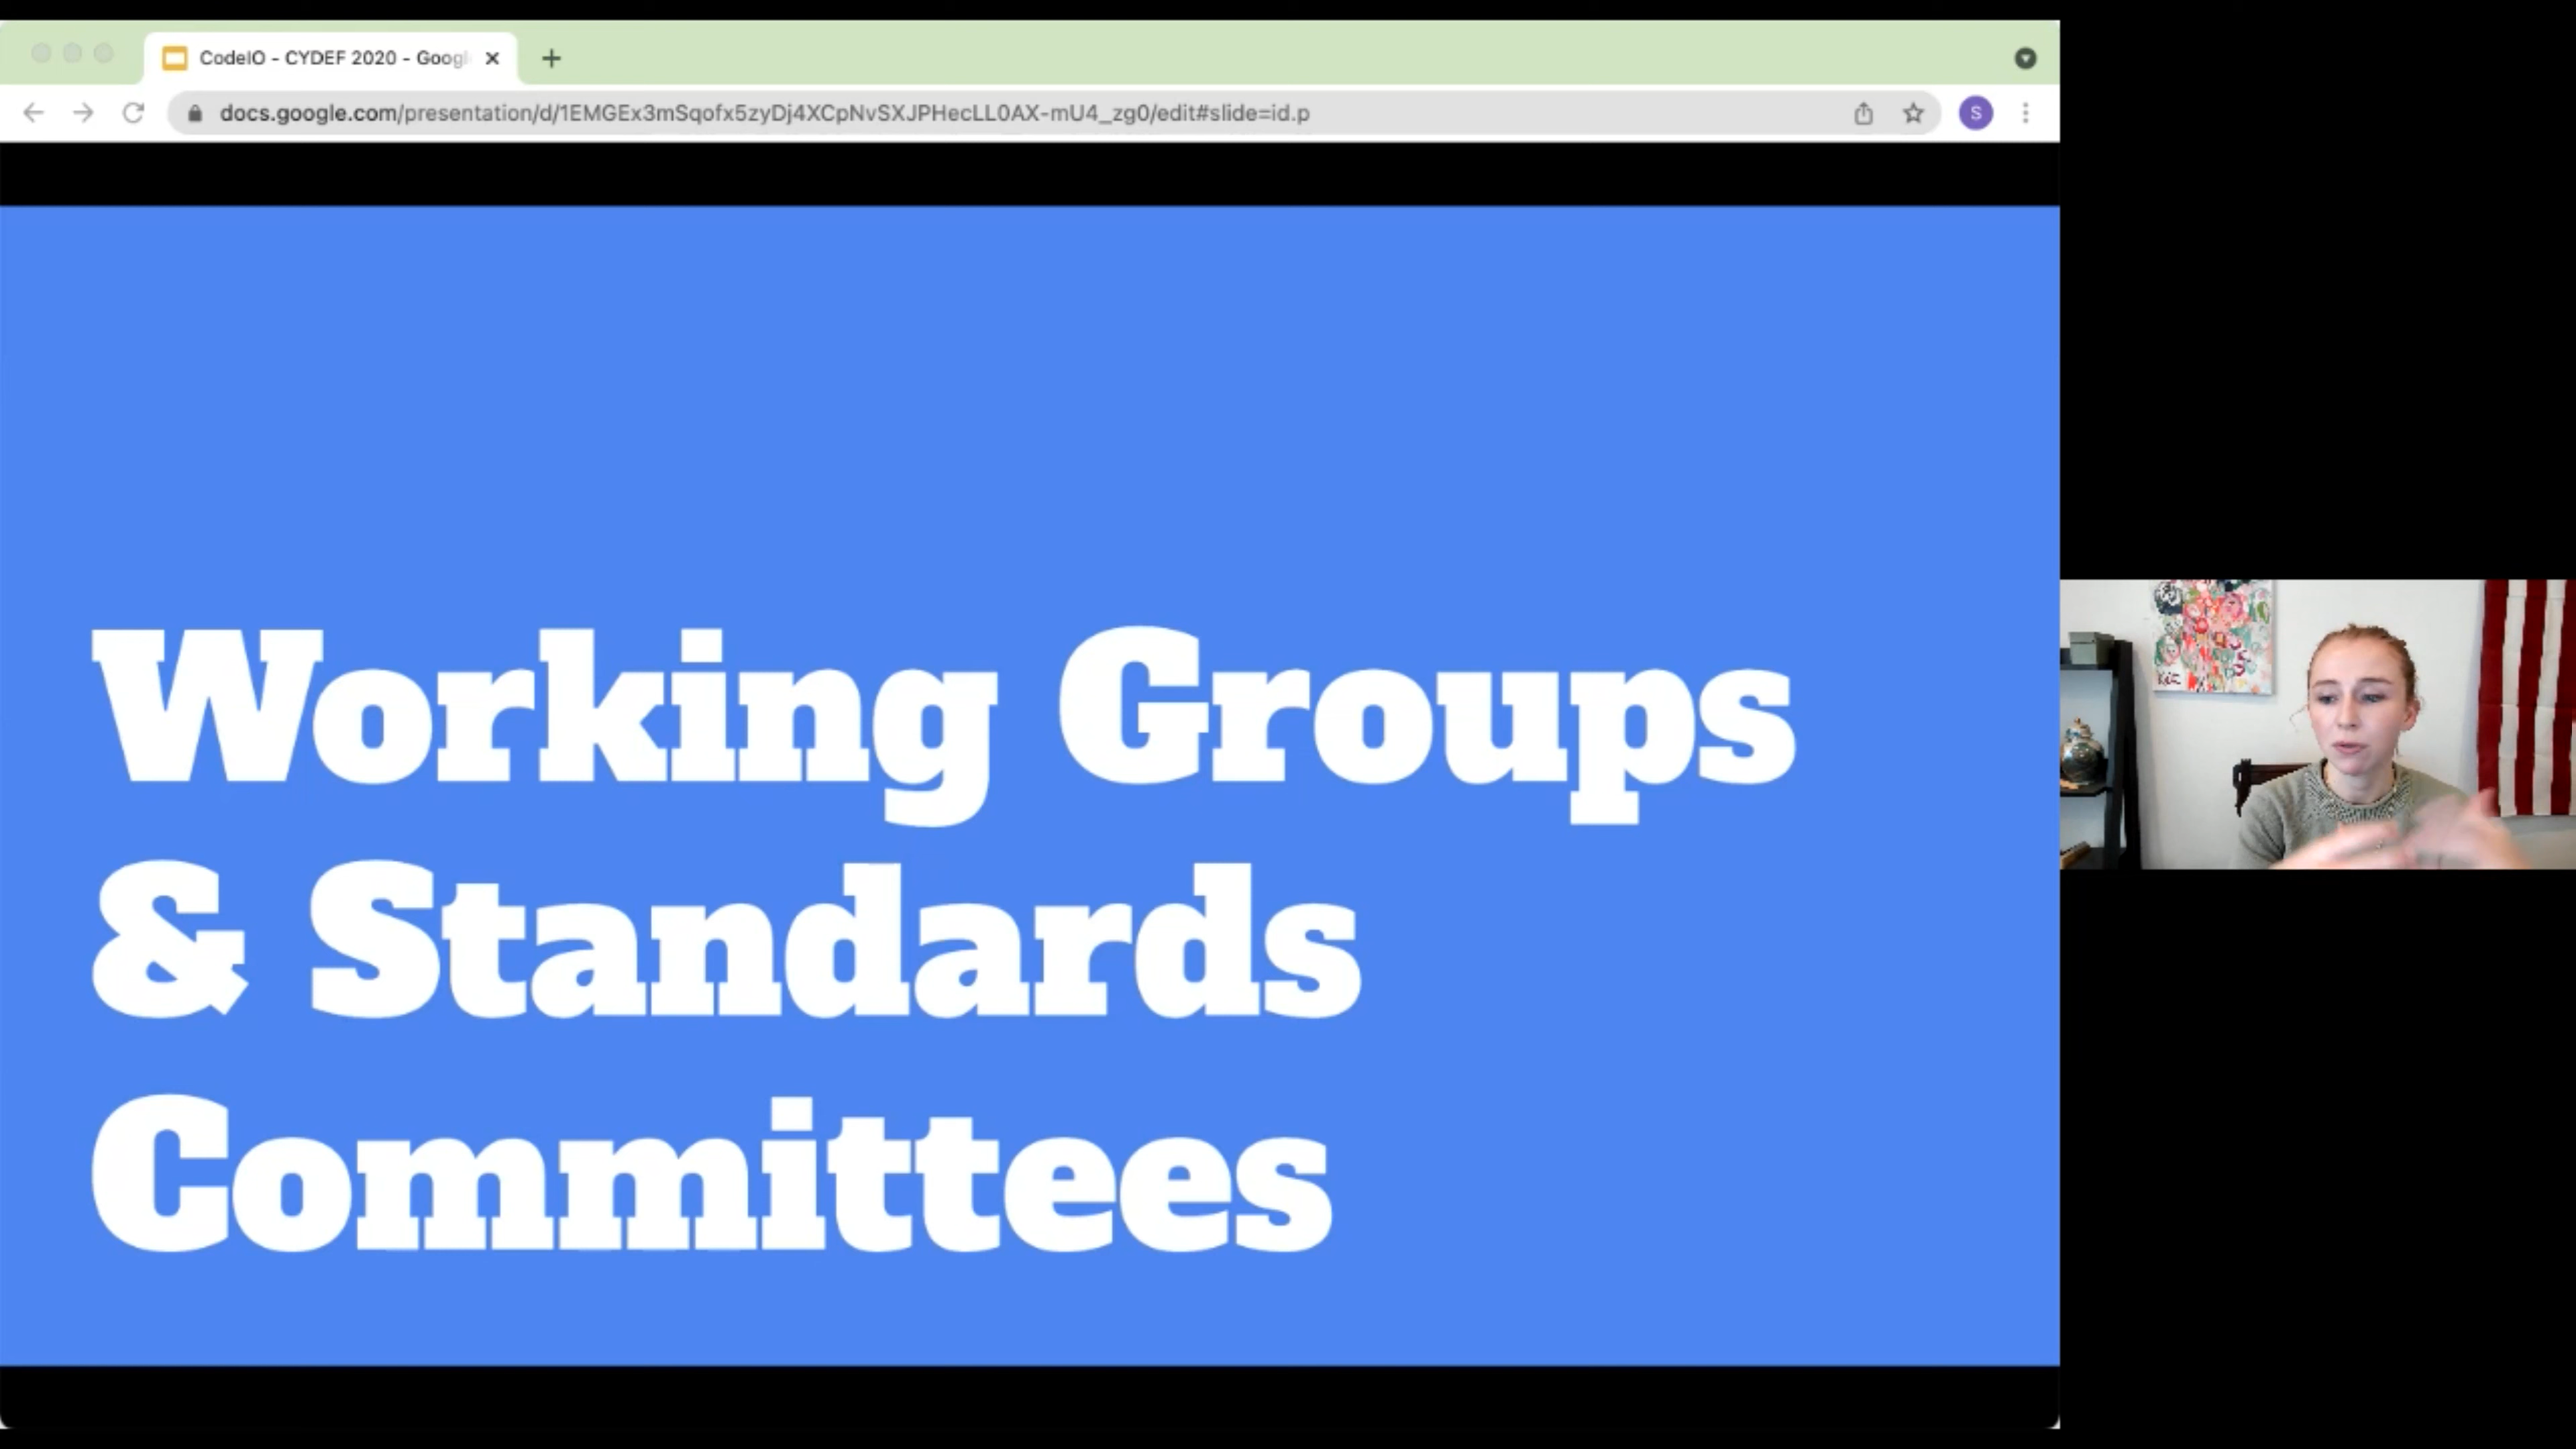 CodeIO - CYDEF 2020 - Googl
docs.google.com/presentation/d/1EMGEx3mSqofx5zyDj4XCpNvSXJPHecLL0AX-mU4_zg0/edit#slide=id.p
S
Working Groups
& Standards
Committees